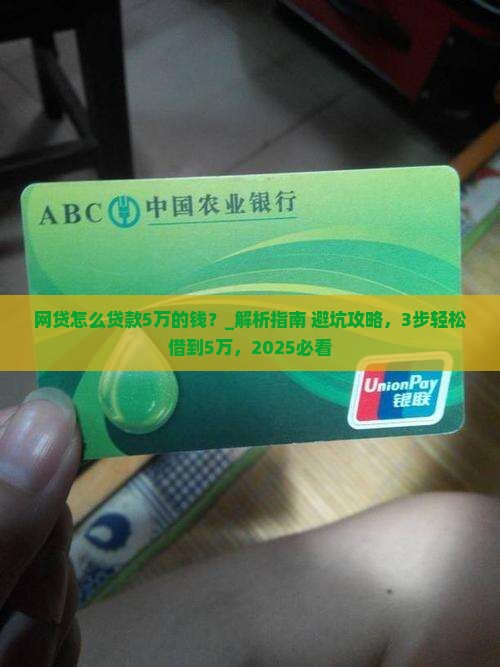 ABC 中国农业银行
网贷怎么贷款5万的钱？_解析指南 避坑攻略，3步轻松
借到5万，2025必看
UnionPay
银联